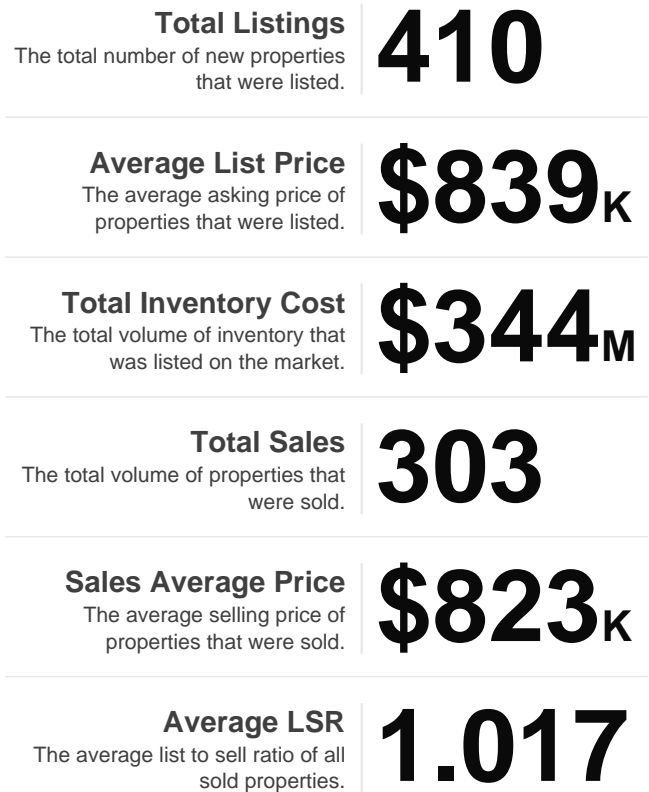 Total Listings
The total number of new properties
that were listed.
410
Average List Price
The average asking price of
properties that were listed.
$839K
Total Inventory Cost
The total volume of inventory that
was listed on the market.
$344M
Total Sales
The total volume of properties that
were sold.
303
Sales Average Price
The average selling price of
properties that were sold.
$823K
Average LSR
The average list to sell ratio of all
sold properties.
1.017